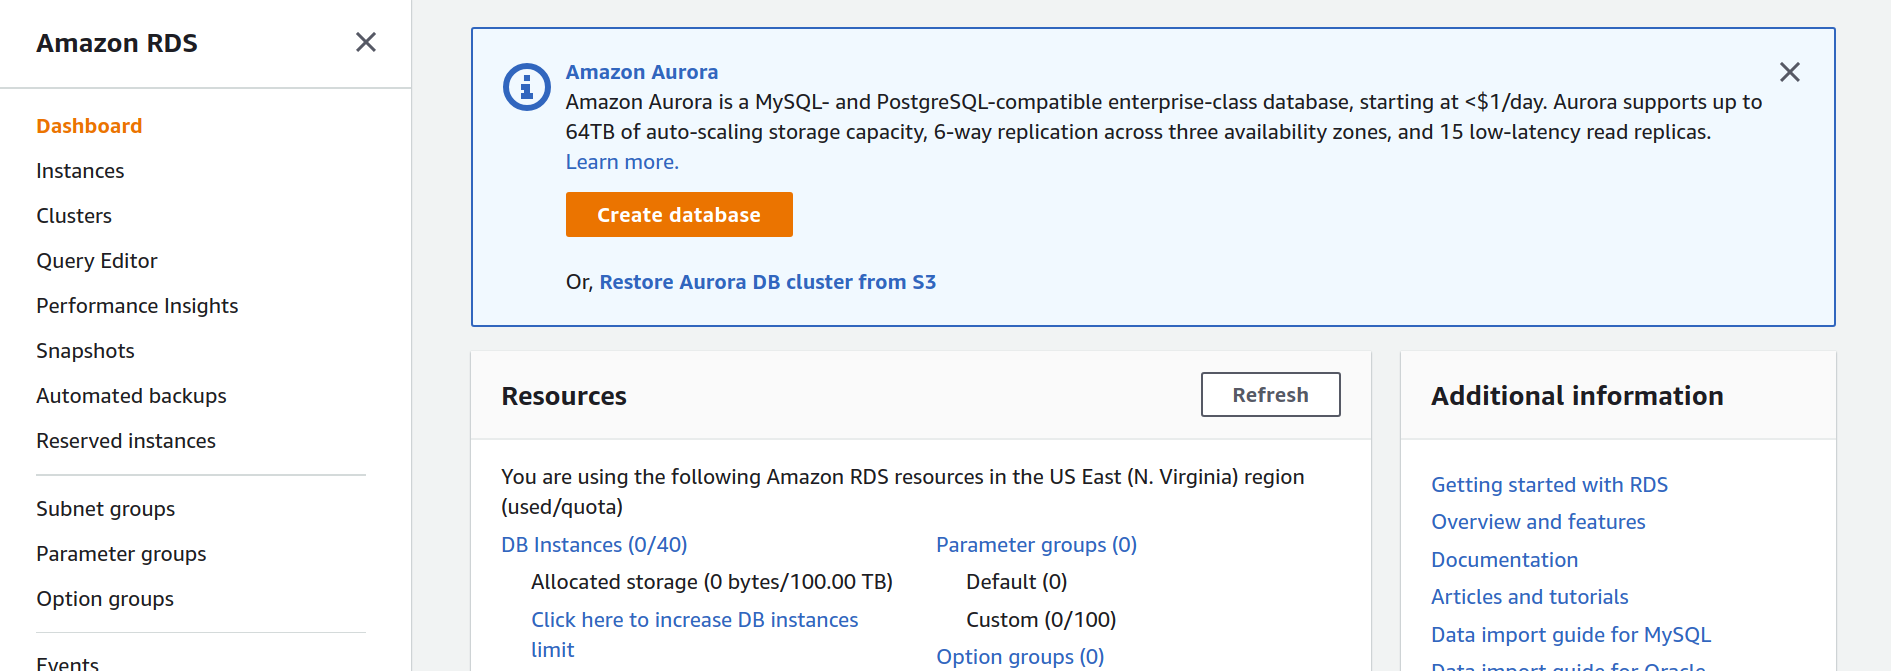 Amazon RDS
Dashboard
Instances
Clusters
Query Editor
Performance Insights
Snapshots
Automated backups
Reserved instances
Subnet groups
Parameter groups
Option groups
Events
Amazon Aurora
Amazon Aurora is a MySQL- and PostgreSQL-compatible enterprise-class database, starting at <$1/day. Aurora supports up to
64TB of auto-scaling storage capacity, 6-way replication across three availability zones, and 15 low-latency read replicas.
Learn more.
Create database
Or, Restore Aurora DB cluster from S3
Resources
Refresh
You are using the following Amazon RDS resources in the US East (N. Virginia) region
(used/quota)
DB Instances (0/40)
Allocated storage (0 bytes/100.00 TB)
Click here to increase DB instances
limit
Parameter groups (0)
Default (0)
Custom (0/100)
Option groups (0)
Additional information
Getting started with RDS
Overview and features
Documentation
Articles and tutorials
Data import guide for MySQL
Data import guide for Oracle